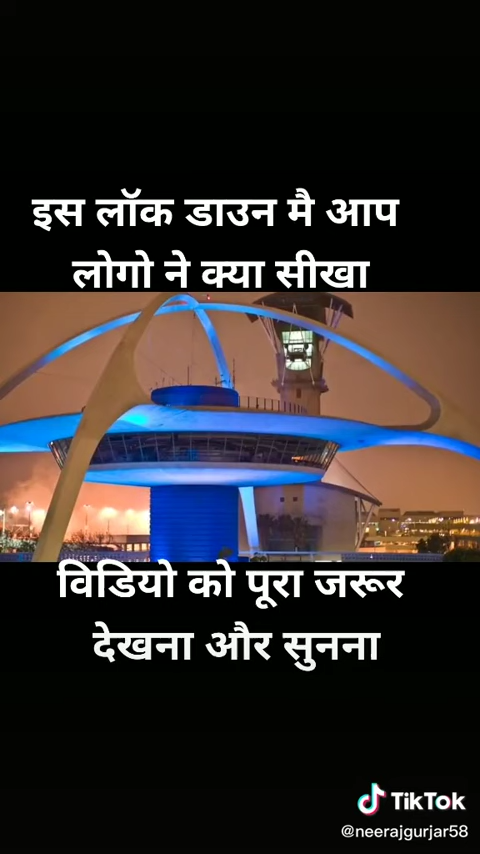 इस लॉक डाउन मै आप
लोगो ने क्या सीखा
विडियो को पूरा जरूर
देखना और सुनना
TikTok
@neerajgurjar58